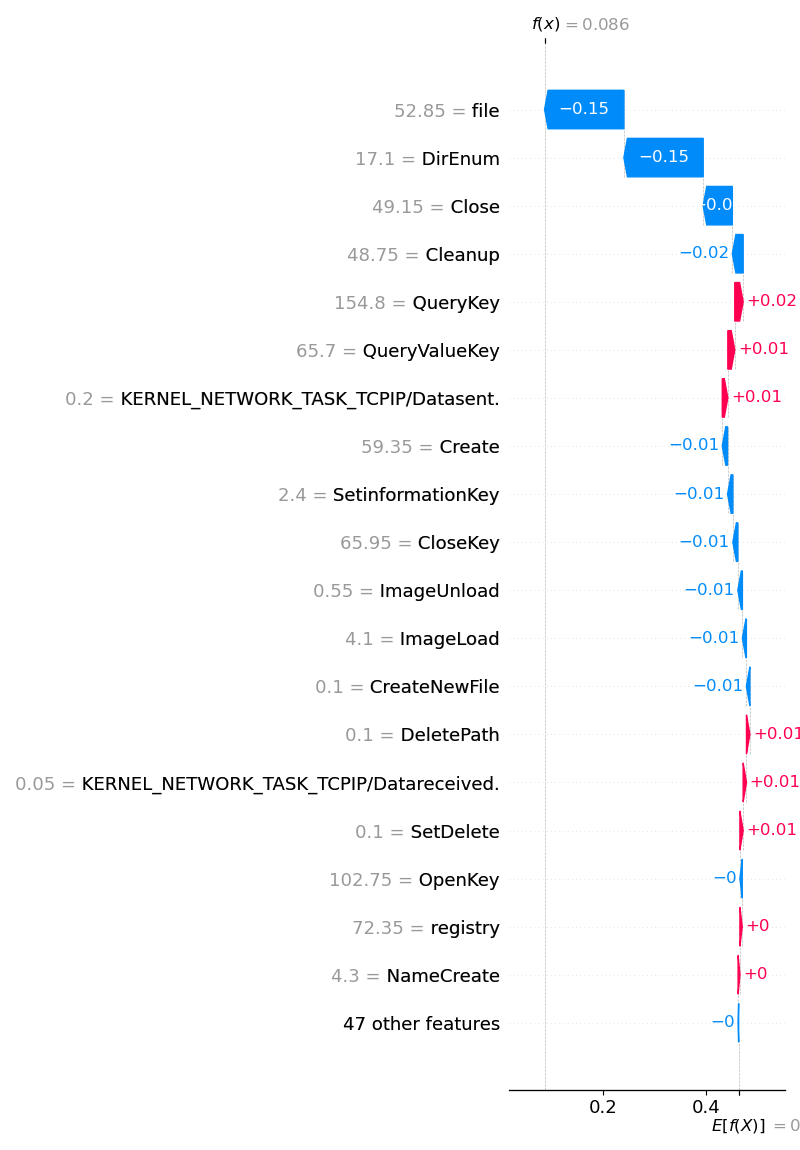 f(x) = 0.086
52.85 = file −0.15
17.1 = DirEnum −0.15
49.15 = Close -0.0
48.75 = Cleanup −0.02
154.8 = QueryKey +0.02
65.7 = QueryValueKey +0.01
0.2 = KERNEL_NETWORK_TASK_TCPIP/Datasent. +0.01
59.35 = Create −0.01
2.4 = SetinformationKey −0.01
65.95 = CloseKey −0.01
0.55 = ImageUnload −0.01
4.1 = ImageLoad −0.01
0.1 = CreateNewFile −0.01
0.1 = DeletePath +0.01
0.05 = KERNEL_NETWORK_TASK_TCPIP/Datareceived. +0.01
0.1 = SetDelete +0.01
102.75 = OpenKey −0
72.35 = registry +0
4.3 = NameCreate +0
47 other features −0
0.2 0.4
E[f(X)] = 0